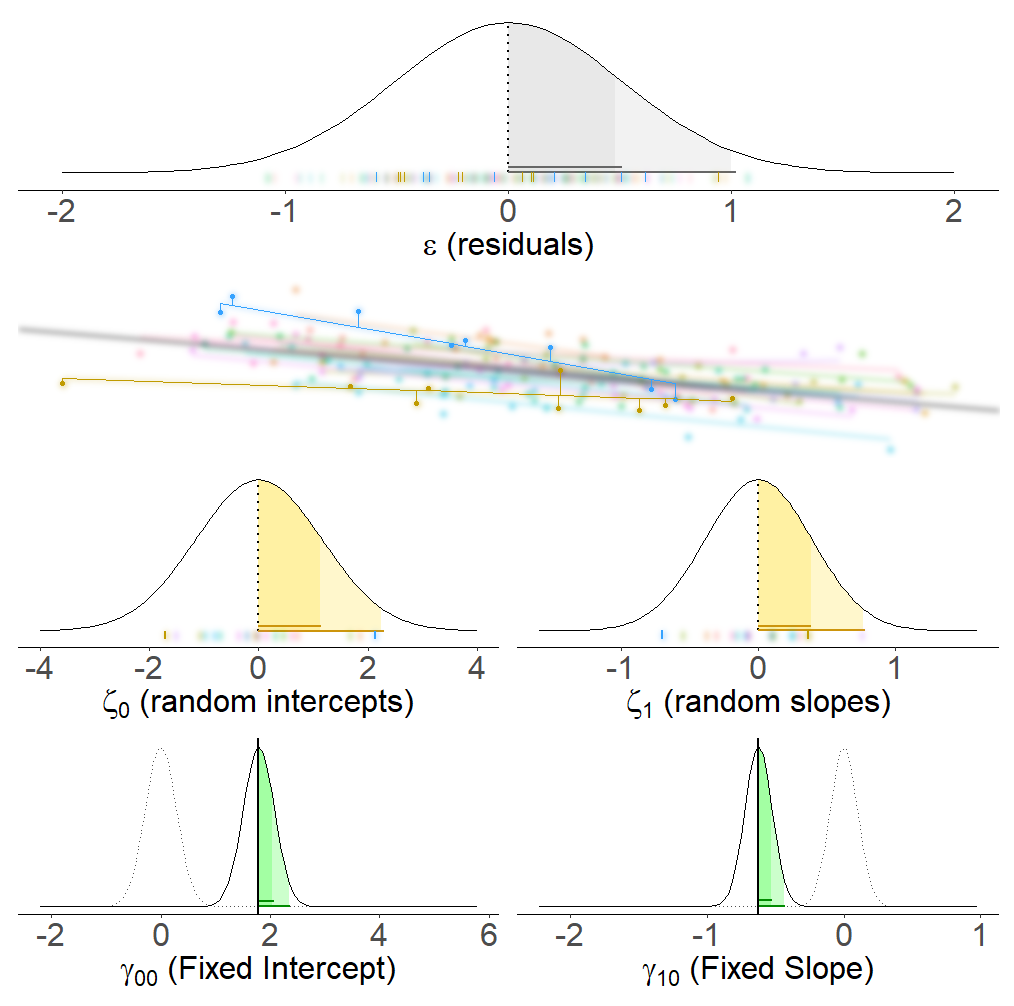 -2 -1 0 1 2
ε (residuals)
-4 -2 0 2 4
ζ₀ (random intercepts)
-1 0 1
ζ₁ (random slopes)
-2 0 2 4 6
γ₀₀ (Fixed Intercept)
-2 -1 0 1
γ₁₀ (Fixed Slope)